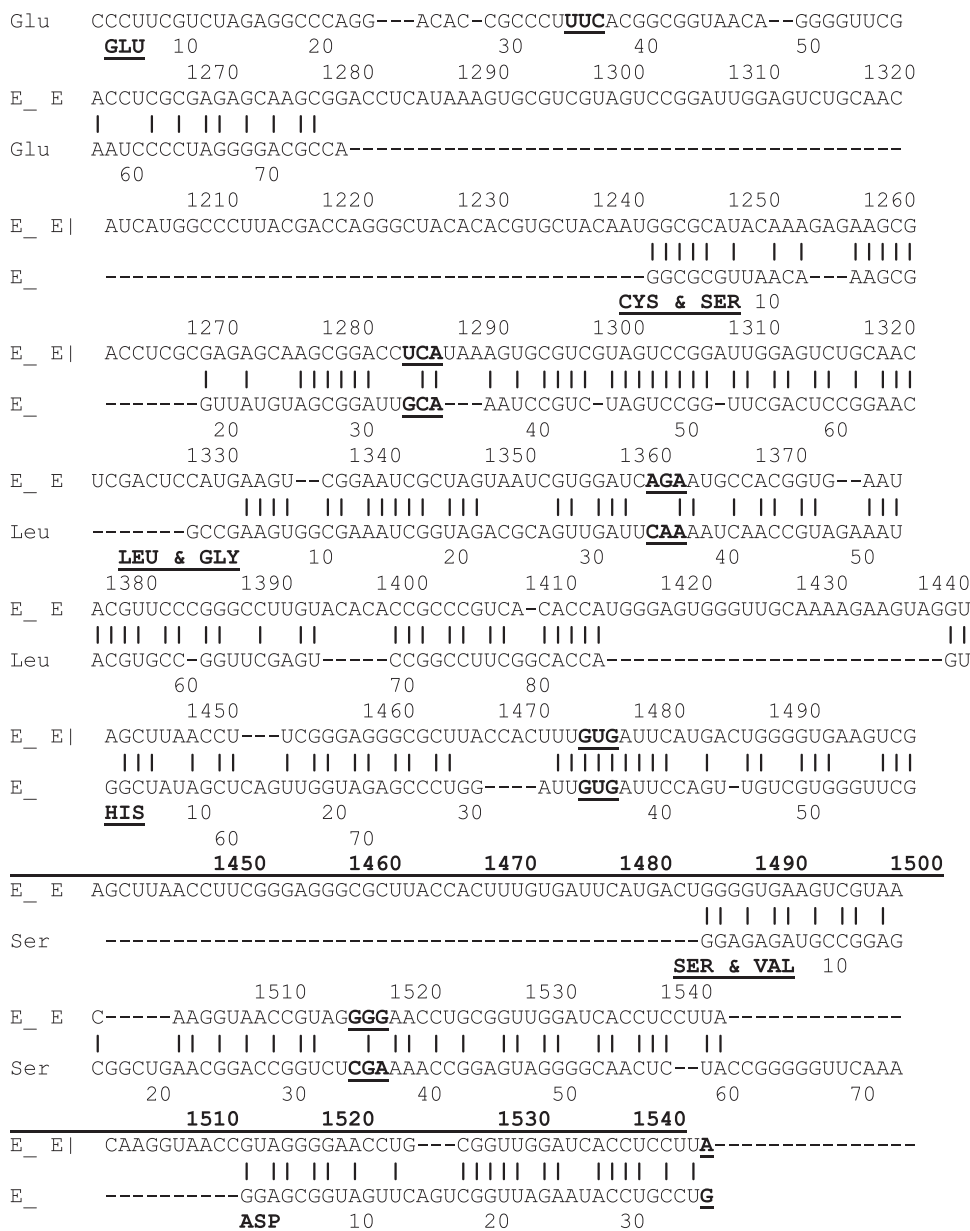 Glu CCCUUCGUCUAGAGGCCCAGG---ACAC-CGCCCUUUCACGGCGGUAACA--GGGGUUCG
GLU 10 20 30 40 50
1270 1280 1290 1300 1310 1320
E_ E ACCUCGCGAGAGCAAGCGGACCUCAUAAAGUGCGUCGUAGUCCGGAUUGGAGUCUGCAAC
Glu AAUCCCCUAGGGGACGCCA-----------------------------------------
60 70
1210 1220 1230 1240 1250 1260
E_ E| AUCAUGGCCCUUACGACCAGGGCUACACACGUGCUACAAUGGCGCAUACAAAGAGAAGCG
E_ ----------------------------------------GGCGCGUUAACA---AAGCG
CYS & SER 10
1270 1280 1290 1300 1310 1320
E_ E| ACCUCGCGAGAGCAAGCGGACCUCAUAAAGUGCGUCGUAGUCCGGAUUGGAGUCUGCAAC
E_ -------GUUAUGUAGCGGAUUGCA---AAUCCGUC-UAGUCCGG-UUCGACUCCGGAAC
20 30 40 50 60
1330 1340 1350 1360 1370
E_ E UCGACUCCAUGAAGU--CGGAAUCGCUAGUAAUCGUGGAUCAGAAUGCCACGGUG--AAU
Leu -------GCCGAAGUGGCGAAAUCGGUAGACGCAGUUGAUUCAAAAUCAACCGUAGAAAU
LEU & GLY 10 20 30 40 50
1380 1390 1400 1410 1420 1430 1440
E_ E ACGUUCCCGGGCCUUGUACACACCGCCCGUCA-CACCAUGGGAGUGGGUUGCAAAAGAAGUAGGU
Leu ACGUGCC-GGUUCGAGU-----CCGGCCUUCGGCACCA-------------------------GU
60 70 80
1450 1460 1470 1480 1490
E_ E| AGCUUAACCU---UCGGGAGGGCGCUUACCACUUUGUGAUUCAUGACUGGGGUGAAGUCG
E_ GGCUAUAGCUCAGUUGGUAGAGCCCUGG----AUUGUGAUUCCAGU-UGUCGUGGGUUCG
HIS 10 20 30 40 50
60 70
1450 1460 1470 1480 1490 1500
E_ E AGCUUAACCUUCGGGAGGGCGCUUACCACUUUGUGAUUCAUGACUGGGGUGAAGUCGUAA
Ser ---------------------------------------------GGAGAGAUGCCGGAG
SER & VAL 10
1510 1520 1530 1540
E_ E C-----AAGGUAACCGUAGGGGAACCUGCGGUUGGAUCACCUCCUUA-------------
Ser CGGCUGAACGGACCGGUCUCGAAAACCGGAGUAGGGGCAACUC--UACCGGGGGUUCAAA
20 30 40 50 60 70
1510 1520 1530 1540
E_ E| CAAGGUAACCGUAGGGGAACCUG---CGGUUGGAUCACCUCCUUA---------------
E_ ----------GGAGCGGUAGUUCAGUCGGUUAGAAUACCUGCCUG
ASP 10 20 30